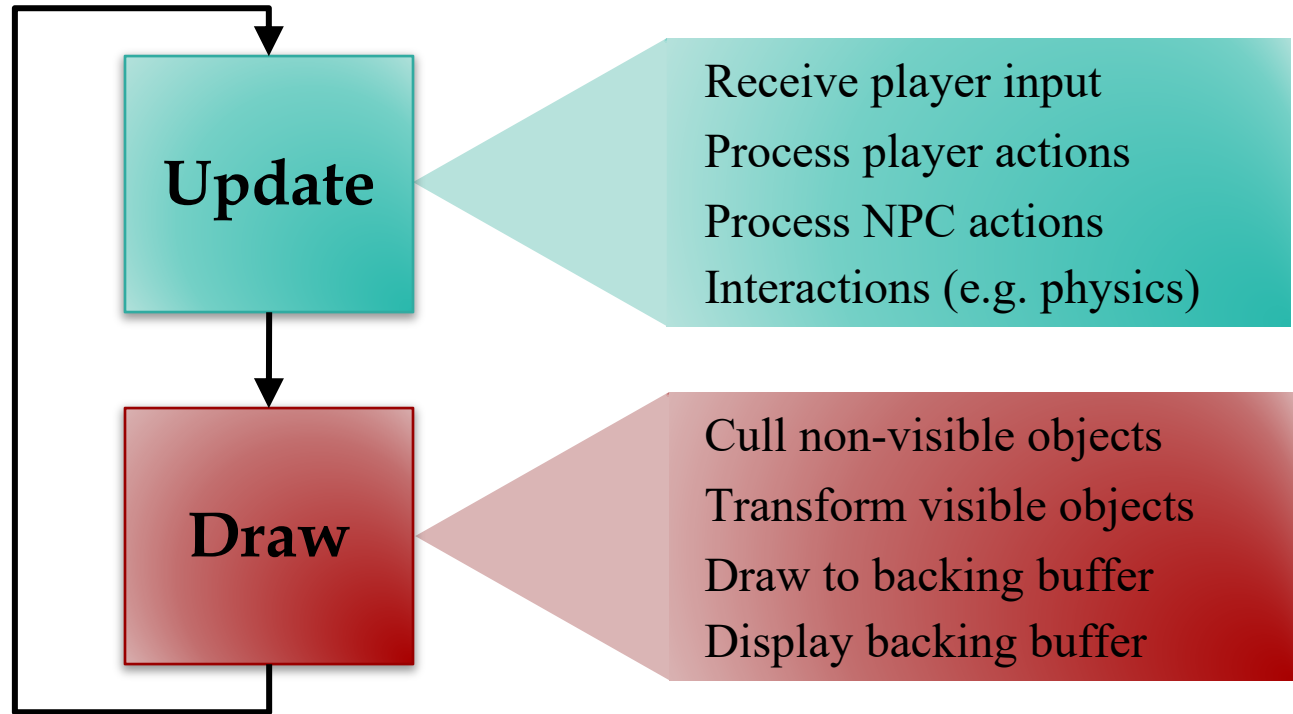 Update
Receive player input
Process player actions
Process NPC actions
Interactions (e.g. physics)
Draw
Cull non-visible objects
Transform visible objects
Draw to backing buffer
Display backing buffer